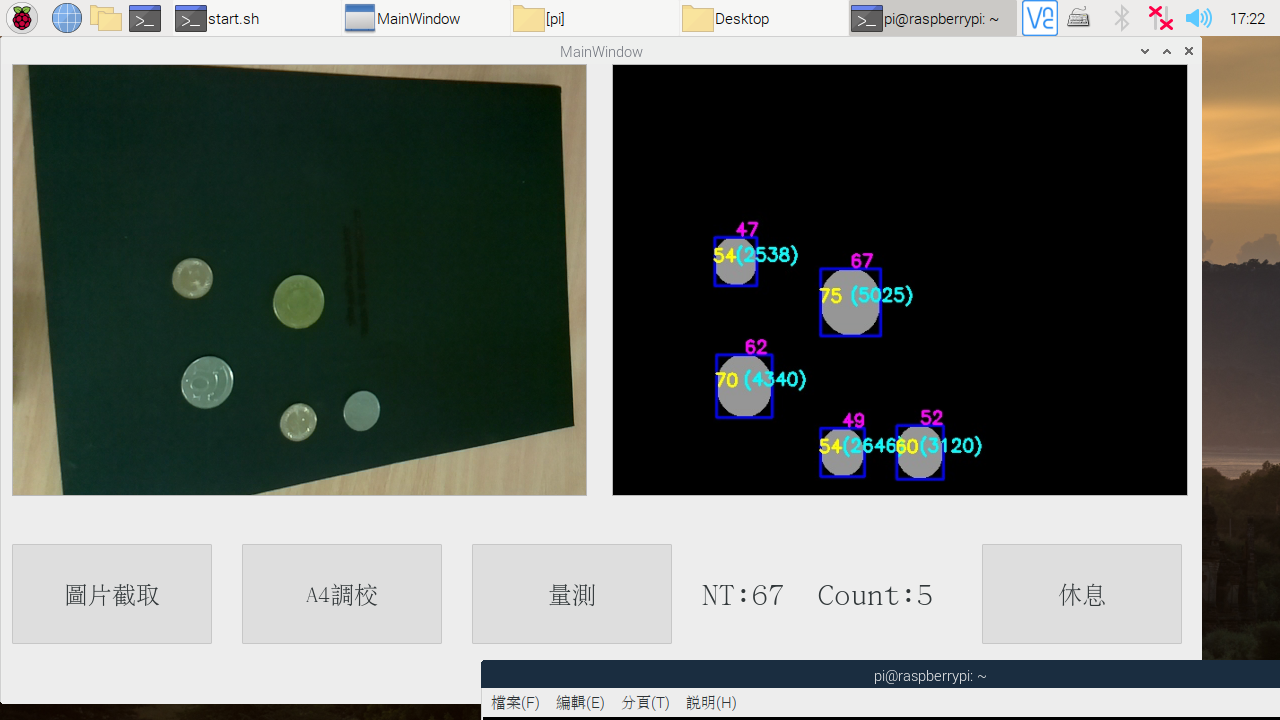 start.sh
MainWindow
[pi]
Desktop
pi@raspberrypi: ~
17:22
MainWindow
47
54(2538)
67
75 (5025)
62
70 (4340)
49
54(2646
52
60(3120)
圖片截取
A4調校
量測
NT:67 Count:5
休息
pi@raspberrypi: ~
檔案(F) 編輯(E) 分頁(T) 説明(H)